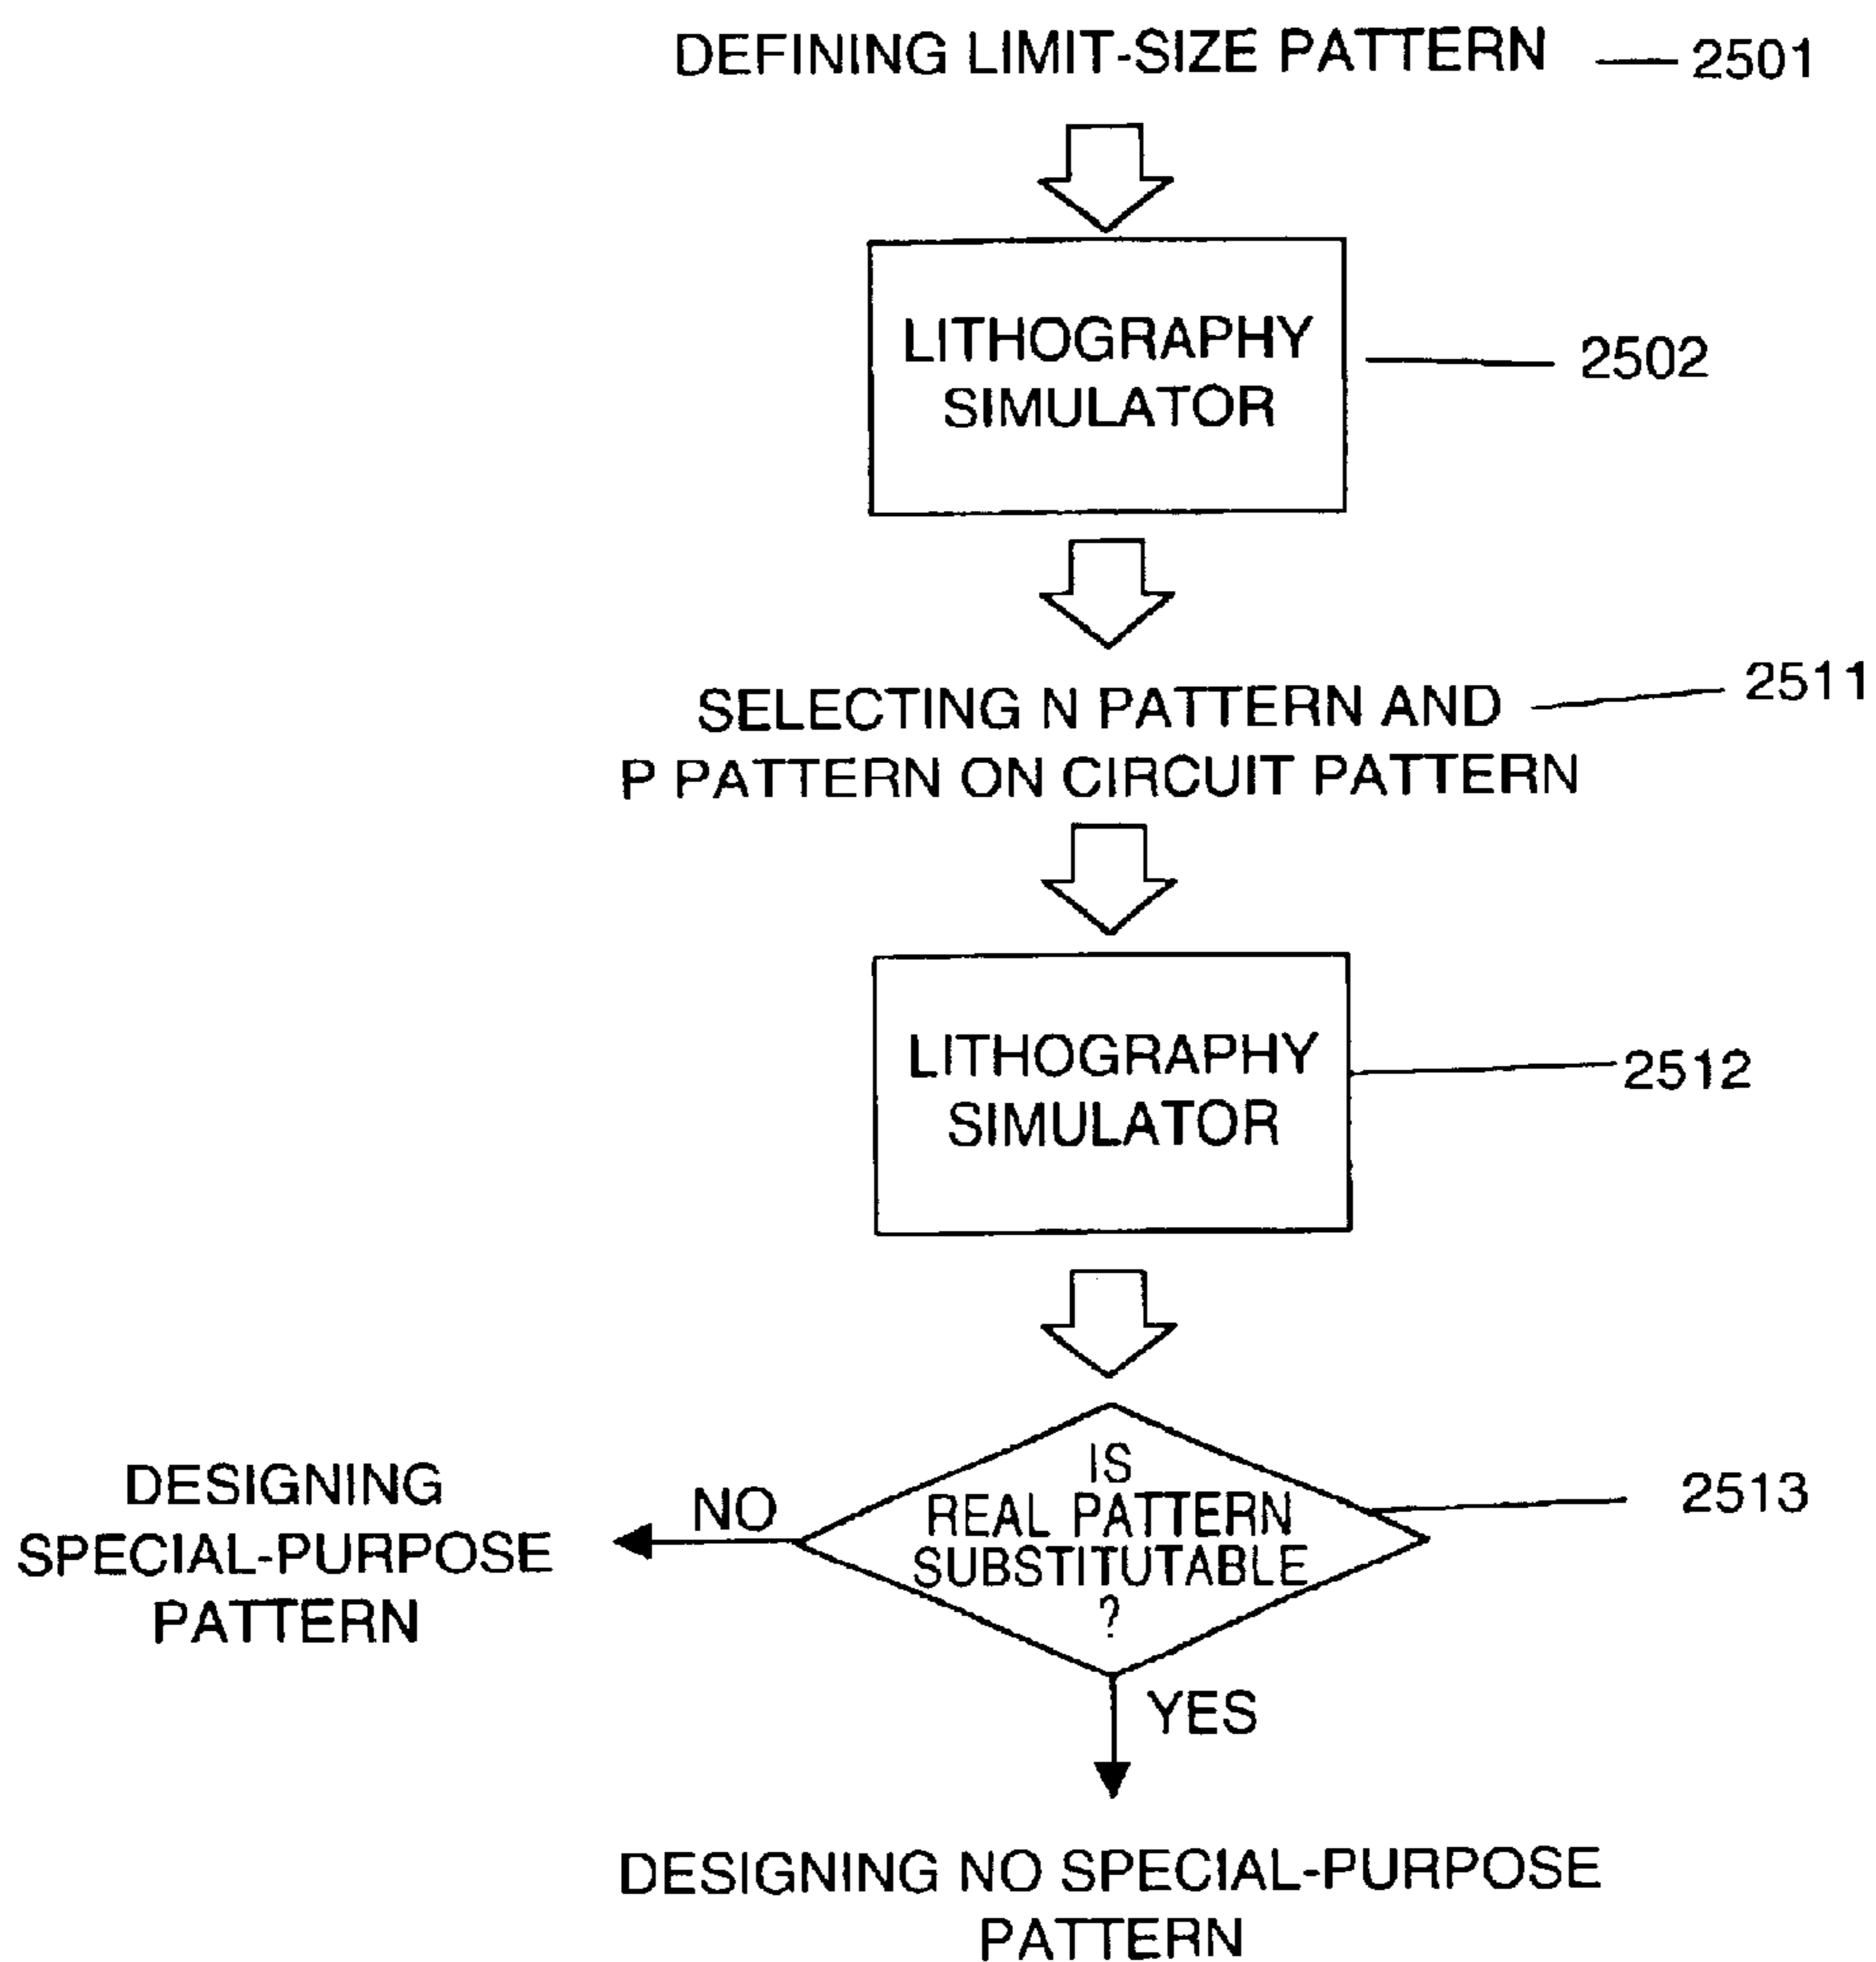 DEFINING LIMIT-SIZE PATTERN
2501
LITHOGRAPHY
SIMULATOR
2502
SELECTING N PATTERN AND
P PATTERN ON CIRCUIT PATTERN
2511
LITHOGRAPHY
SIMULATOR
2512
IS
REAL PATTERN
SUBSTITUTABLE
?
2513
NO
DESIGNING
SPECIAL-PURPOSE
PATTERN
YES
DESIGNING NO SPECIAL-PURPOSE
PATTERN